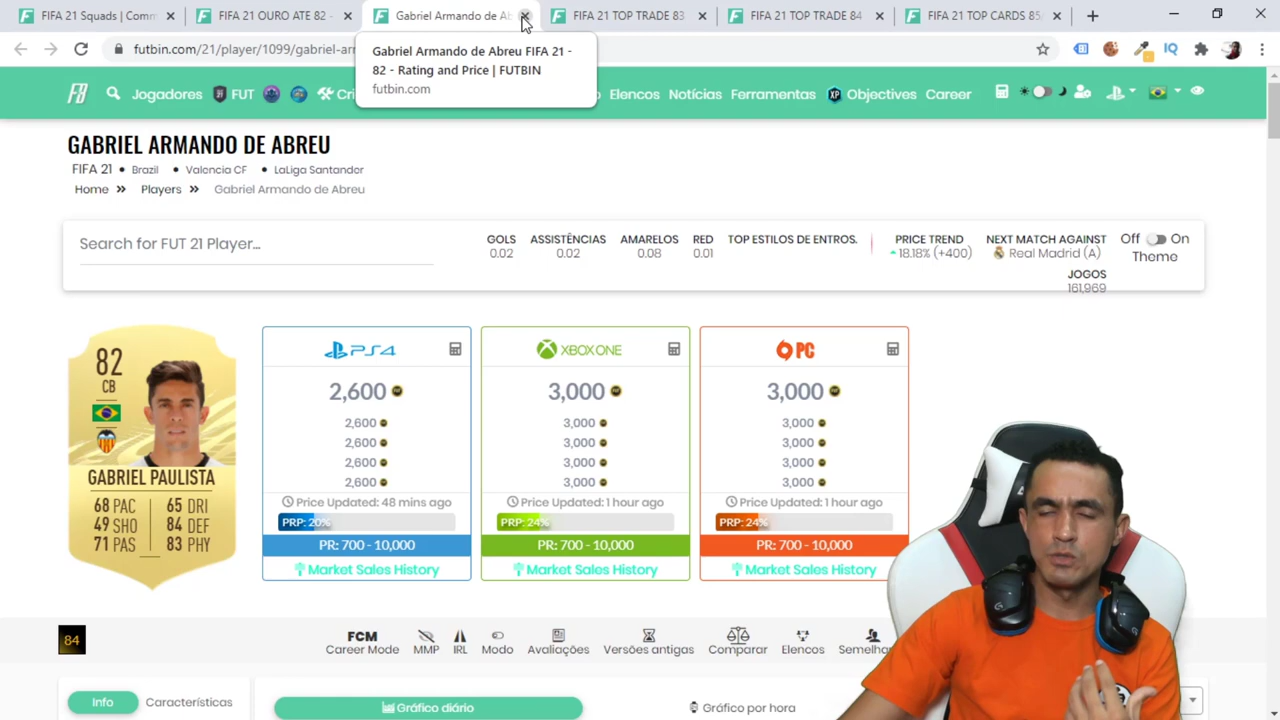 FIFA 21 Squads | Comm
FIFA 21 OURO ATE 82 -
Gabriel Armando de Ab
FIFA 21 TOP TRADE 83
FIFA 21 TOP TRADE 84
FIFA 21 TOP CARDS 85
futbin.com/21/player/1099/gabriel-arm
IQ
Gabriel Armando de Abreu FIFA 21 -
82 - Rating and Price | FUTBIN
futbin.com
Jogadores
FUT
Cri
Elencos
Notícias
Ferramentas
XP
Objectives
Career
GABRIEL ARMANDO DE ABREU
FIFA 21 • Brazil • Valencia CF • LaLiga Santander
Home » Players » Gabriel Armando de Abreu
Search for FUT 21 Player...
GOLS
0.02
ASSISTÊNCIAS
0.02
AMARELOS
0.08
RED
0.01
TOP ESTILOS DE ENTROS.
PRICE TREND
18.18% (+400)
NEXT MATCH AGAINST
Real Madrid (A)
JOGOS
161,969
Off On
Theme
82
CB
GABRIEL PAULISTA
68 PAC 65 DRI
49 SHO 84 DEF
71 PAS 83 PHY
PS4
2,600
2,600
2,600
2,600
2,600
Price Updated: 48 mins ago
PRP: 20%
PR: 700 - 10,000
Market Sales History
XBOX ONE
3,000
3,000
3,000
3,000
3,000
Price Updated: 1 hour ago
PRP: 24%
PR: 700 - 10,000
Market Sales History
PC
3,000
3,000
3,000
3,000
3,000
Price Updated: 1 hour ago
PRP: 24%
PR: 700 - 10,000
Market Sales History
84
FCM
Career Mode
MMP
IRL
Modo
Avaliações
Versões antigas
Comparar
Elencos
Semelha
Info
Características
Gráfico diário
Gráfico por hora